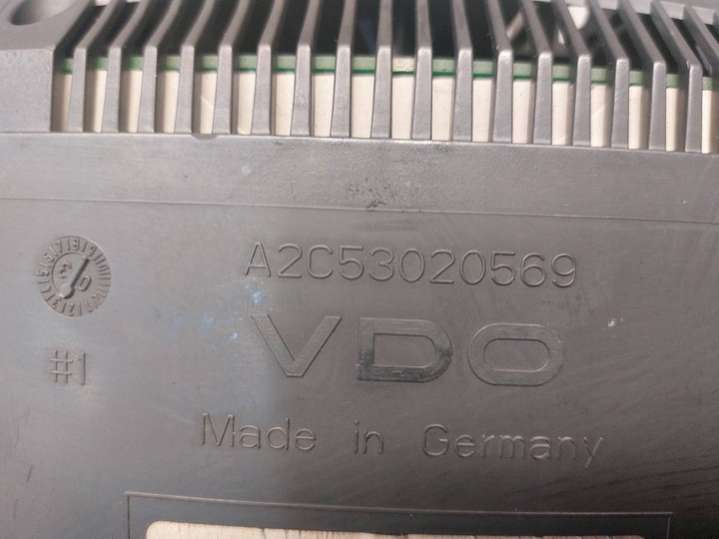 A2C53020569
VDO
#1
Made in Germany